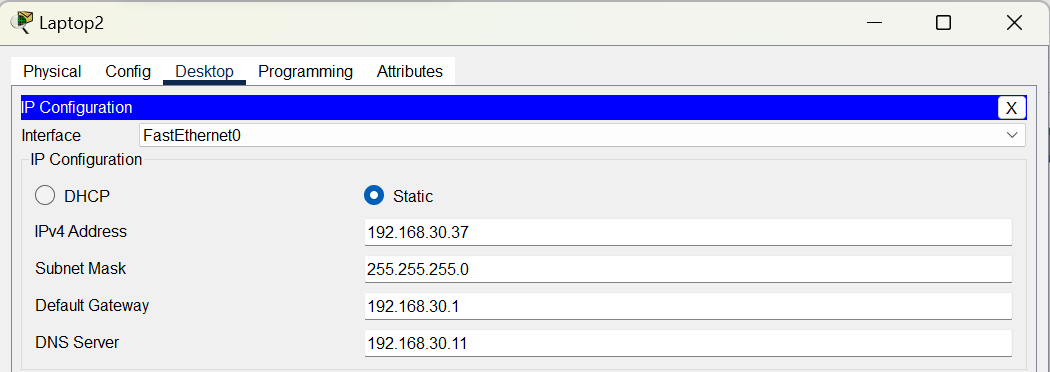 Laptop2
Physical Config Desktop Programming Attributes
IP Configuration X
Interface FastEthernet0
IP Configuration
DHCP Static
IPv4 Address 192.168.30.37
Subnet Mask 255.255.255.0
Default Gateway 192.168.30.1
DNS Server 192.168.30.11